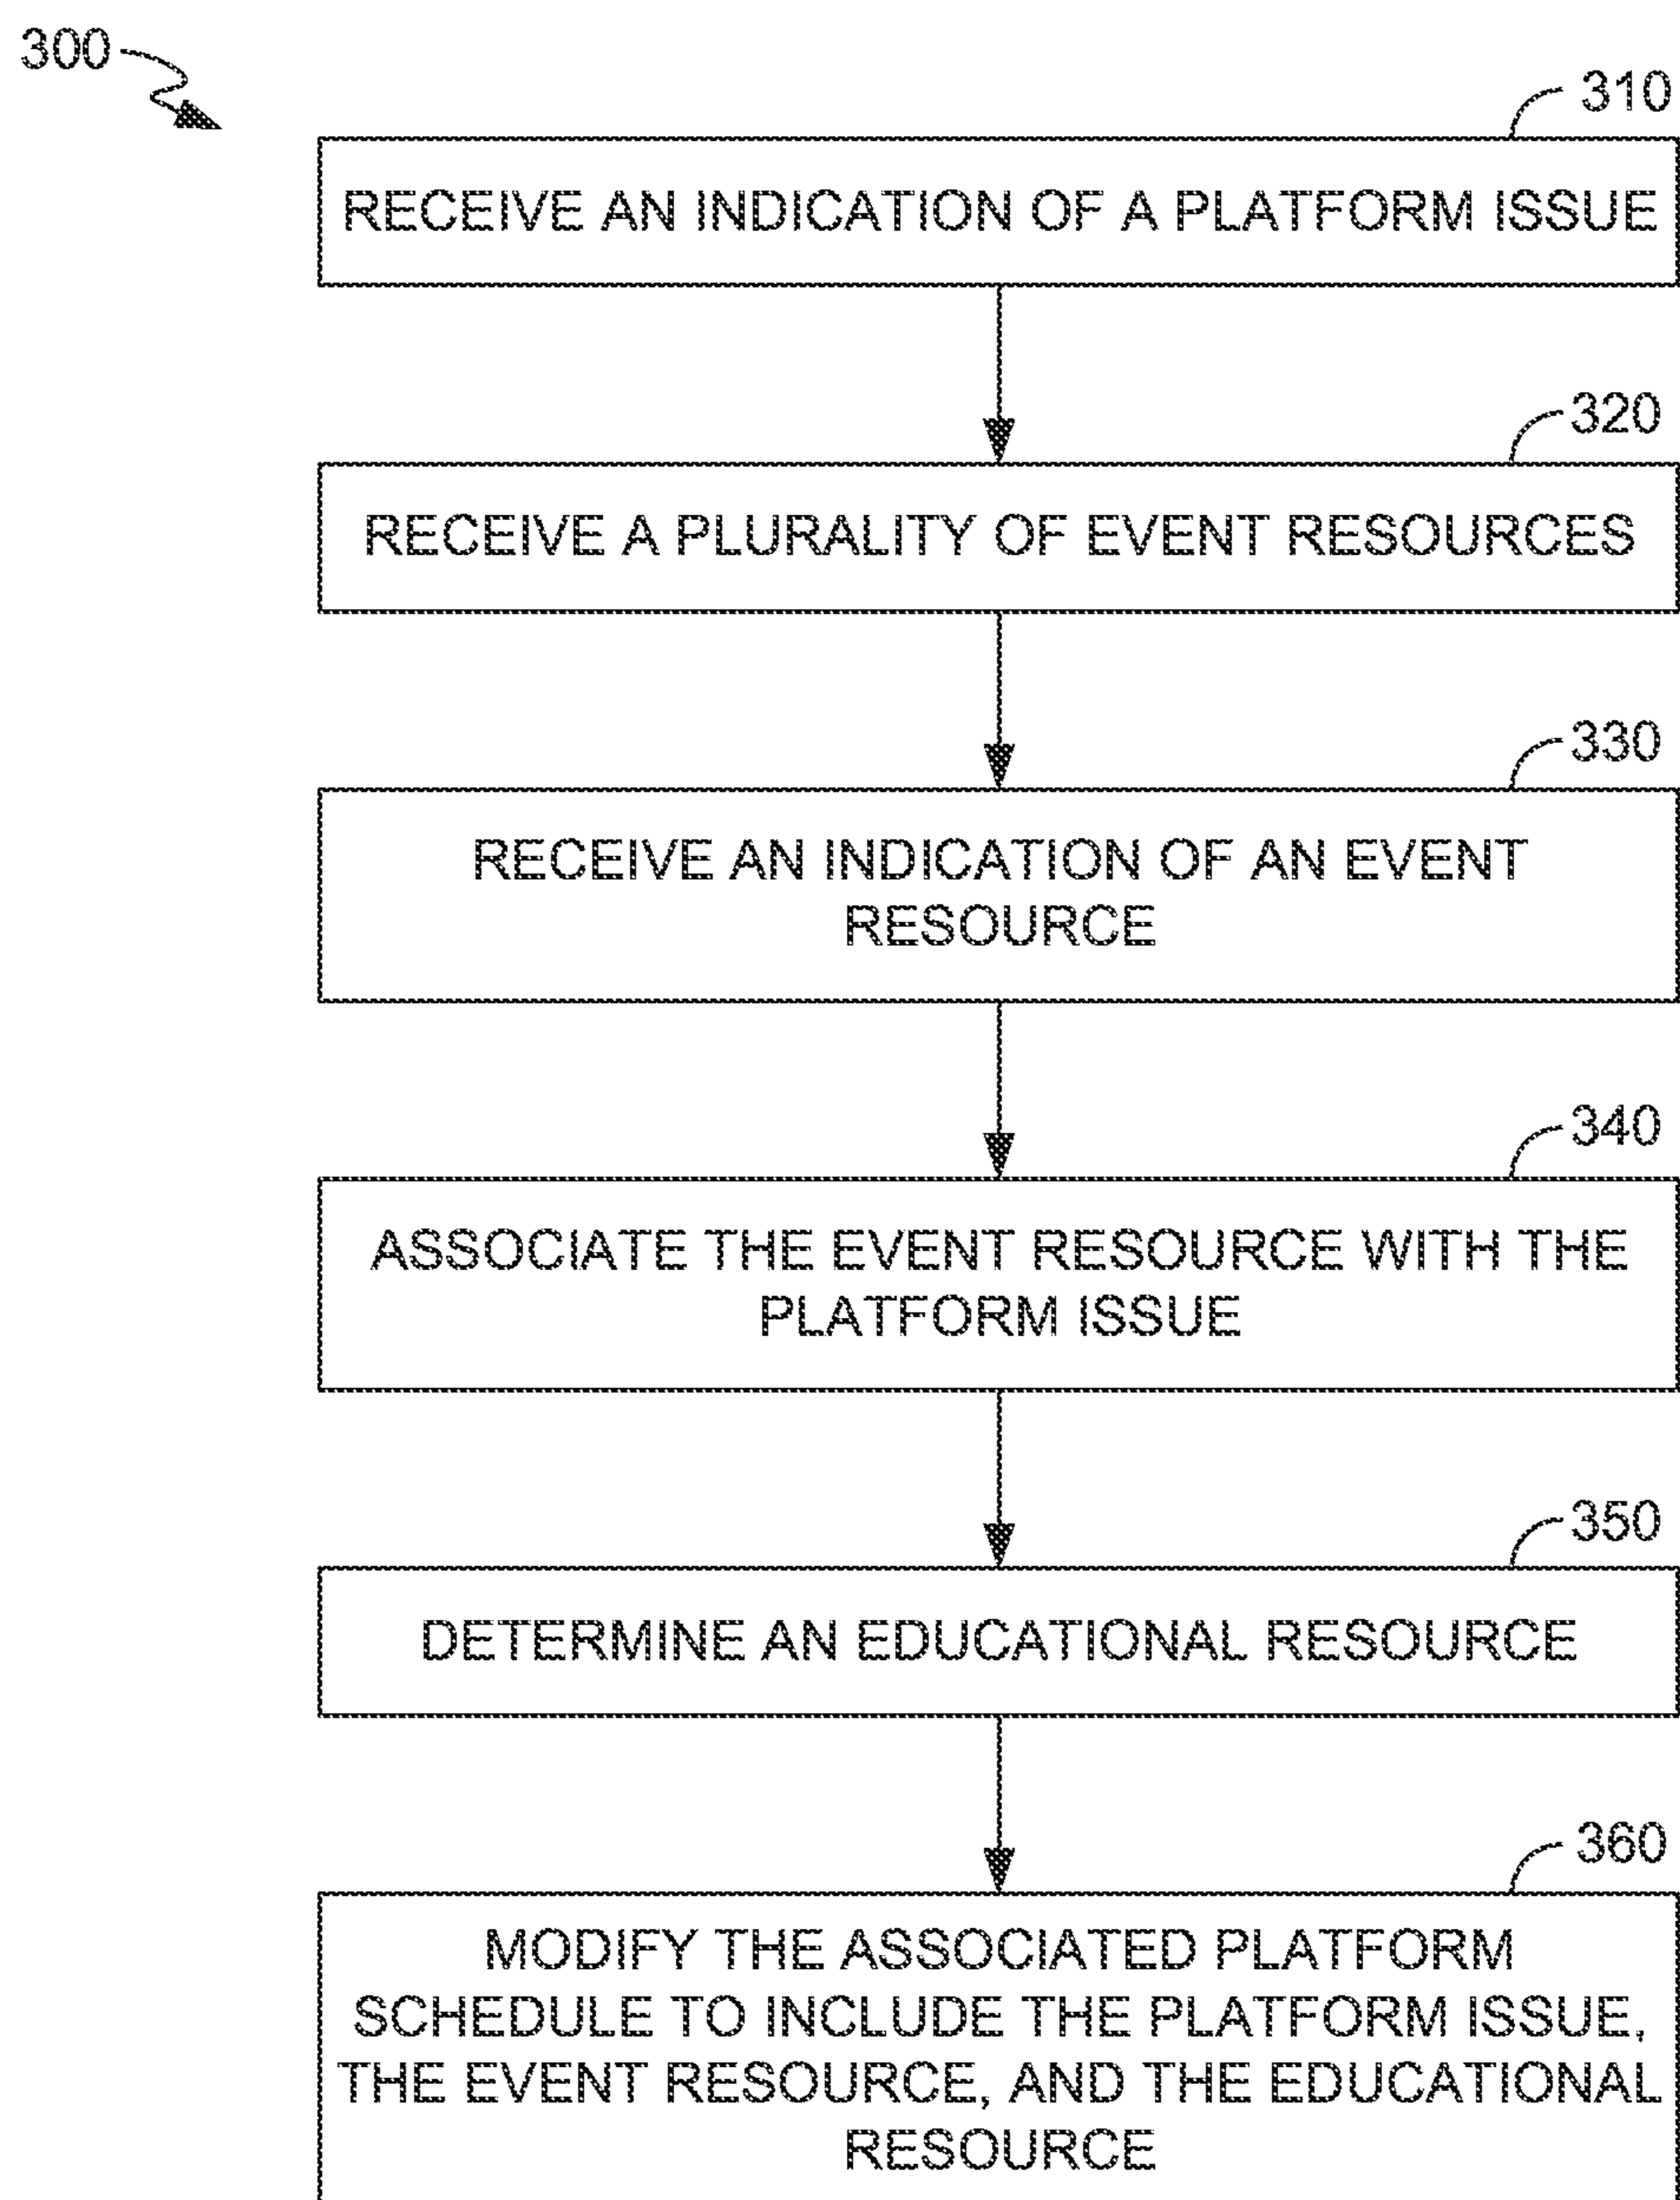 300
310
RECEIVE AN INDICATION OF A PLATFORM ISSUE
320
RECEIVE A PLURALITY OF EVENT RESOURCES
330
RECEIVE AN INDICATION OF AN EVENT
RESOURCE
340
ASSOCIATE THE EVENT RESOURCE WITH THE
PLATFORM ISSUE
350
DETERMINE AN EDUCATIONAL RESOURCE
360
MODIFY THE ASSOCIATED PLATFORM
SCHEDULE TO INCLUDE THE PLATFORM ISSUE,
THE EVENT RESOURCE, AND THE EDUCATIONAL
RESOURCE